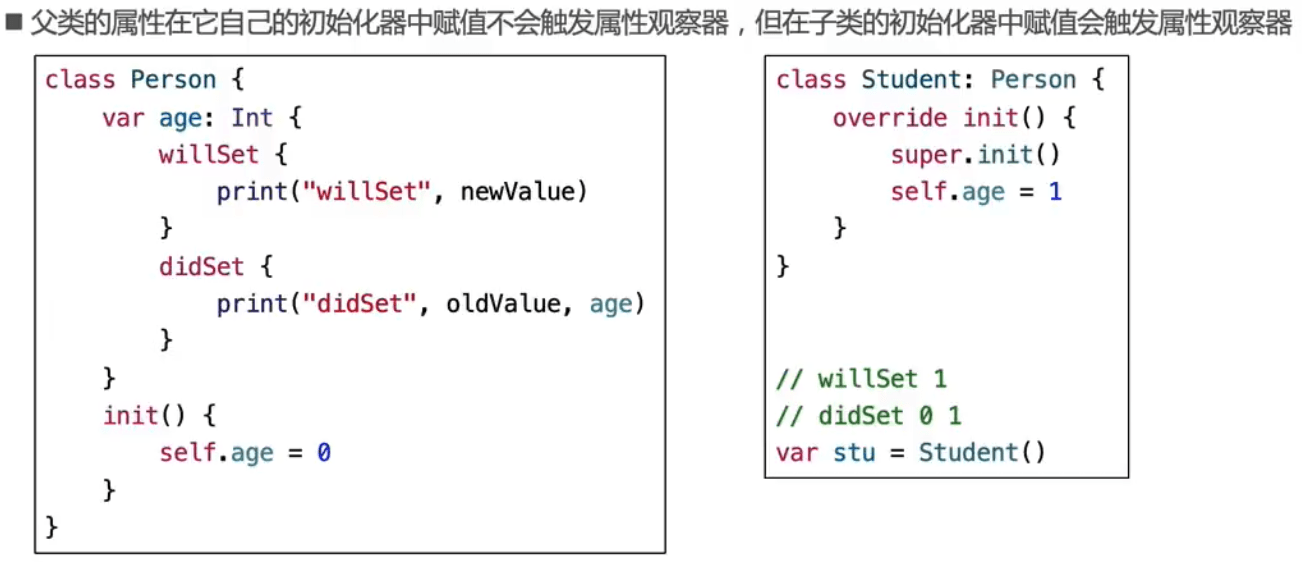 ■ 父类的属性在它自己的初始化器中赋值不会触发属性观察器，但在子类的初始化器中赋值会触发属性观察器
class Person {
    var age: Int {
        willSet {
            print("willSet", newValue)
        }
        didSet {
            print("didSet", oldValue, age)
        }
    }
    init() {
        self.age = 0
    }
}
class Student: Person {
    override init() {
        super.init()
        self.age = 1
    }
}
// willSet 1
// didSet 0 1
var stu = Student()